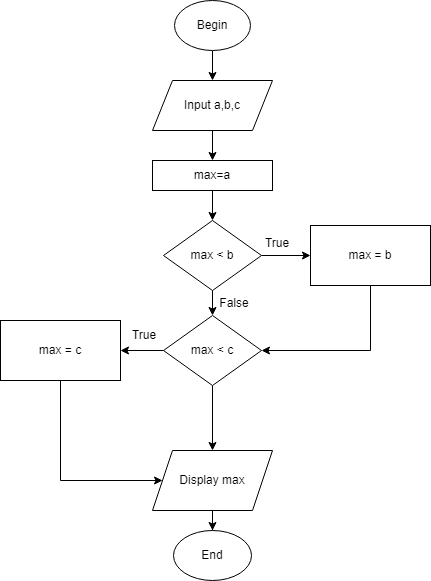 Begin
Input a,b,c
max=a
max < b
True
max = b
False
max < c
True
max = c
Display max
End